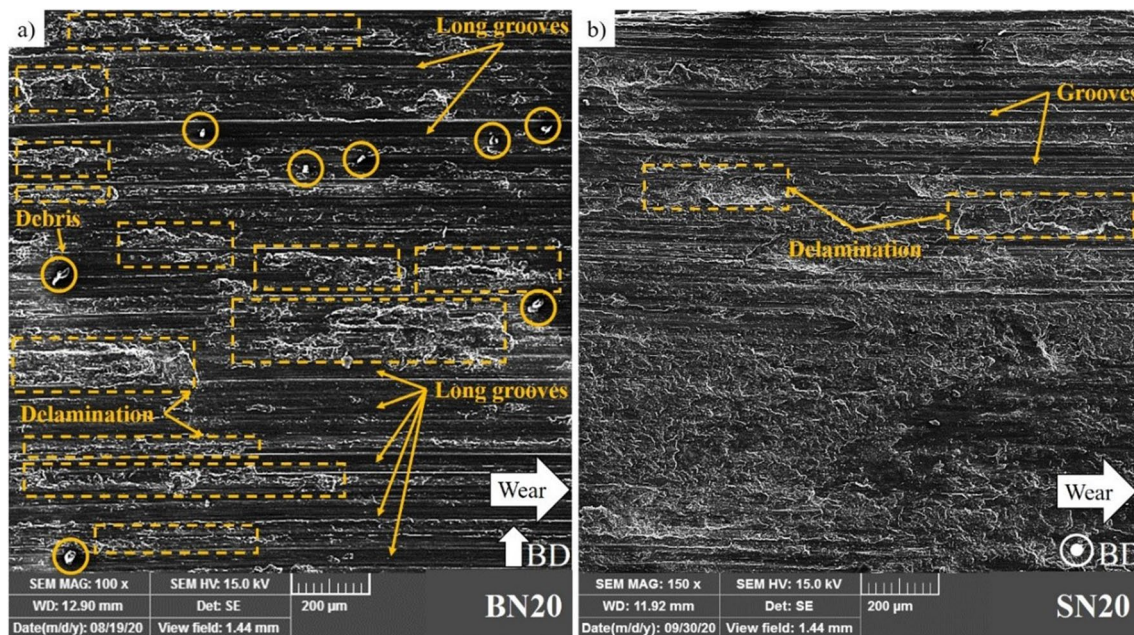 a)
Long grooves
Debris
Long grooves
Delamination
Wear
BD
SEM MAG: 100 x
SEM HV: 15.0 kV
WD: 12.90 mm
Det: SE
200 µm
BN20
Date(m/d/y): 08/19/20
View field: 1.44 mm
b)
Grooves
Delamination
Wear
BD
SEM MAG: 150 x
SEM HV: 15.0 kV
WD: 11.92 mm
Det: SE
200 µm
SN20
Date(m/d/y): 09/30/20
View field: 1.44 mm